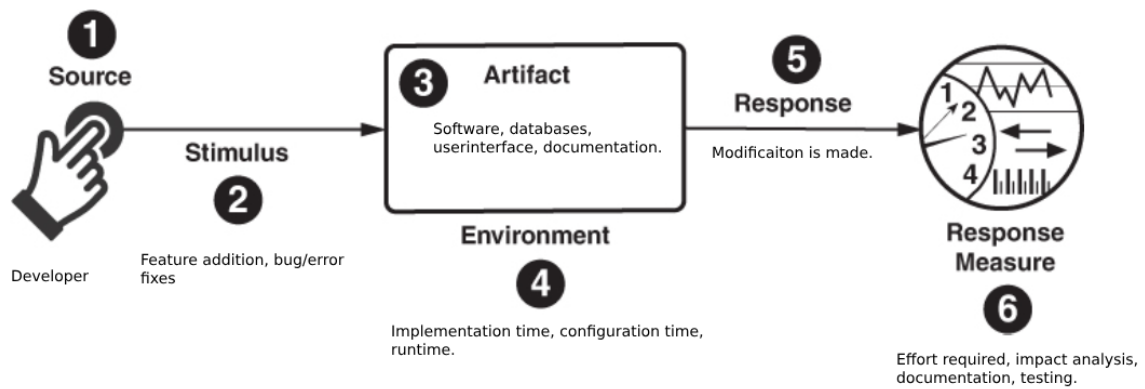 1
Source
Stimulus
2
Developer
Feature addition, bug/error
fixes
3
Artifact
Software, databases,
userinterface, documentation.
Environment
4
Implementation time, configuration time,
runtime.
5
Response
Modificaiton is made.
1
2
3
4
Response
Measure
6
Effort required, impact analysis,
documentation, testing.